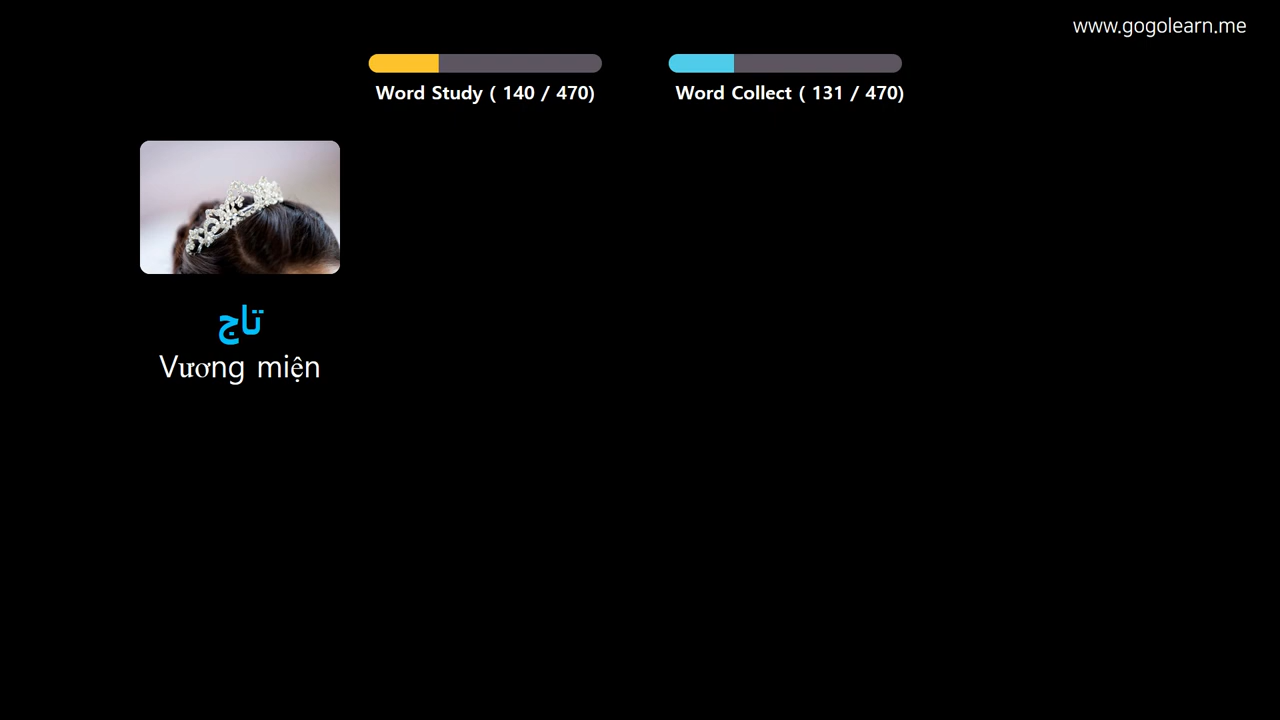 www.gogolearn.me
Word Study ( 140 / 470)
Word Collect ( 131 / 470)
تاج
Vương miện